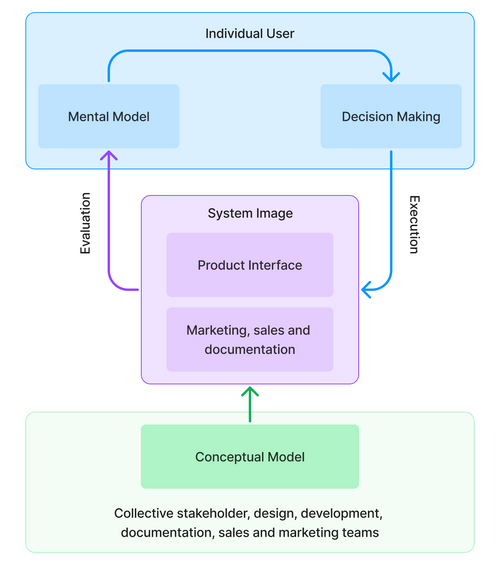 Individual User
Mental Model
Decision Making
Evaluation
Execution
System Image
Product Interface
Marketing, sales and
documentation
Conceptual Model
Collective stakeholder, design, development,
documentation, sales and marketing teams